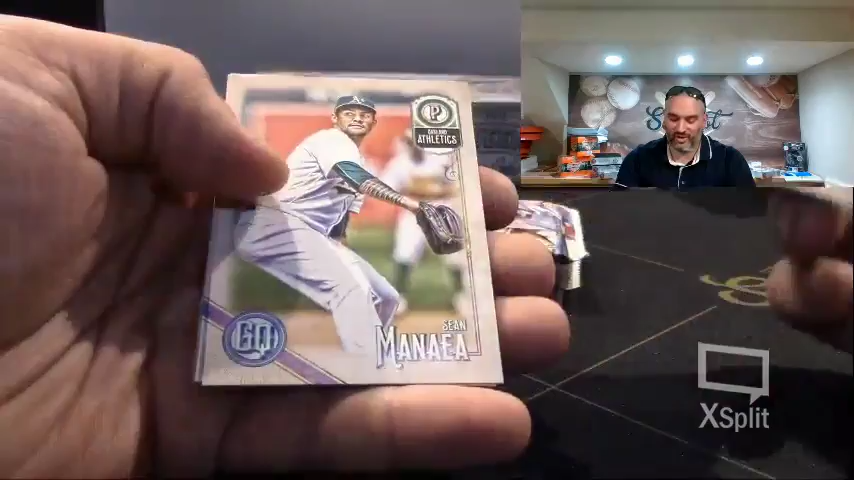 P
OAKLAND
ATHLETICS
A's
GQ
SEAN
MANAEA
XSplit